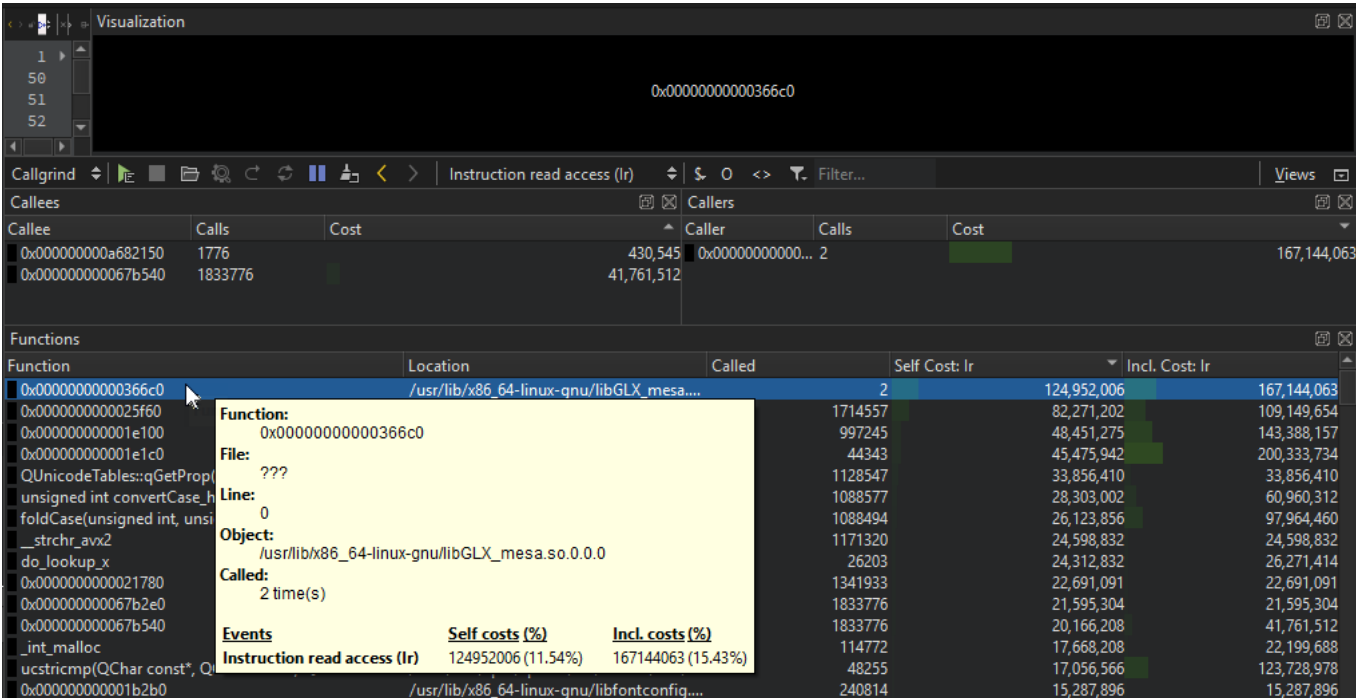 Visualization
1
50
51
52
0x00000000000366c0
Callgrind Instruction read access (Ir) $ O <> Filter... Views
Callees
Callee Calls Cost
0x000000000a682150 1776 430,545
0x000000000067b540 1833776 41,761,512
Callers
Caller Calls Cost
0x00000000000... 2 167,144,063
Functions
Function Location Called Self Cost: Ir Incl. Cost: Ir
0x00000000000366c0 /usr/lib/x86_64-linux-gnu/libGLX_mesa.... 2 124,952,006 167,144,063
0x0000000000025f60 1714557 82,271,202 109,149,654
0x000000000001e100 997245 48,451,275 143,388,157
0x000000000001e1c0 44343 45,475,942 200,333,734
QUnicodeTables::qGetProp( 1128547 33,856,410 33,856,410
unsigned int convertCase_h 1088577 28,303,002 60,960,312
foldCase(unsigned int, unsi 1088494 26,123,856 97,964,460
__strchr_avx2 1171320 24,598,832 24,598,832
do_lookup_x 26203 24,312,832 26,271,414
0x0000000000021780 1341933 22,691,091 22,691,091
0x000000000067b2e0 1833776 21,595,304 21,595,304
0x000000000067b540 1833776 20,166,208 41,761,512
_int_malloc 114772 17,668,208 22,199,688
ucstricmp(QChar const*, Q 48255 17,056,566 123,728,978
0x000000000001b2b0 /usr/lib/x86_64-linux-gnu/libfontconfig.... 240814 15,287,896 15,287,896
Function:
0x00000000000366c0
File:
???
Line:
0
Object:
/usr/lib/x86_64-linux-gnu/libGLX_mesa.so.0.0.0
Called:
2 time(s)
Events Self costs (%) Incl. costs (%)
Instruction read access (Ir) 124952006 (11.54%) 167144063 (15.43%)